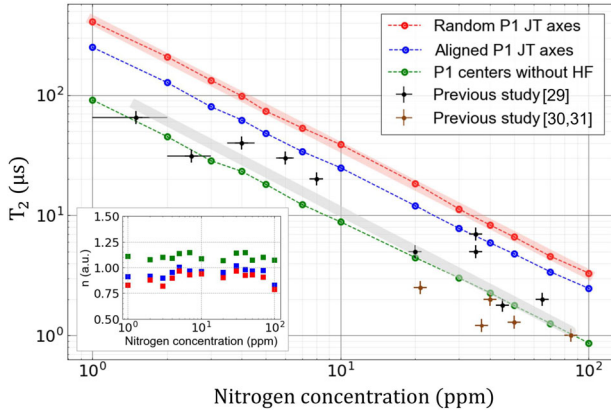 Random P1 JT axes
Aligned P1 JT axes
P1 centers without HF
Previous study [29]
Previous study [30,31]
T₂ (μs)
10²
10¹
10⁰
n (a.u.)
1.50
1.25
1.00
0.75
0.50
10⁰ 10¹ 10²
Nitrogen concentration (ppm)
10⁰ 10¹ 10²
Nitrogen concentration (ppm)